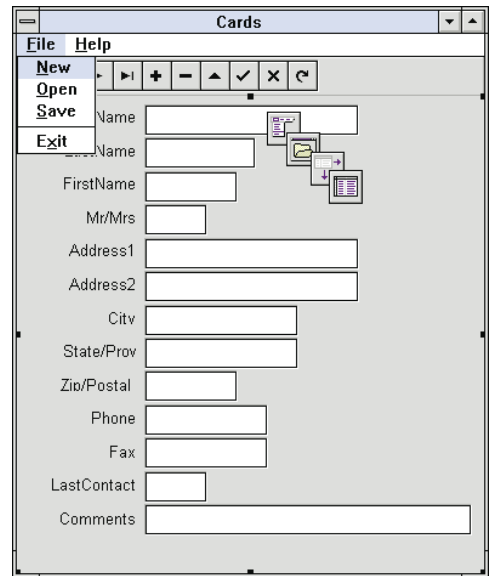 Cards
File Help
New
Open
Save
Exit
Name
Name
FirstName
Mr/Mrs
Address1
Address2
City
State/Prov
Zip/Postal
Phone
Fax
LastContact
Comments